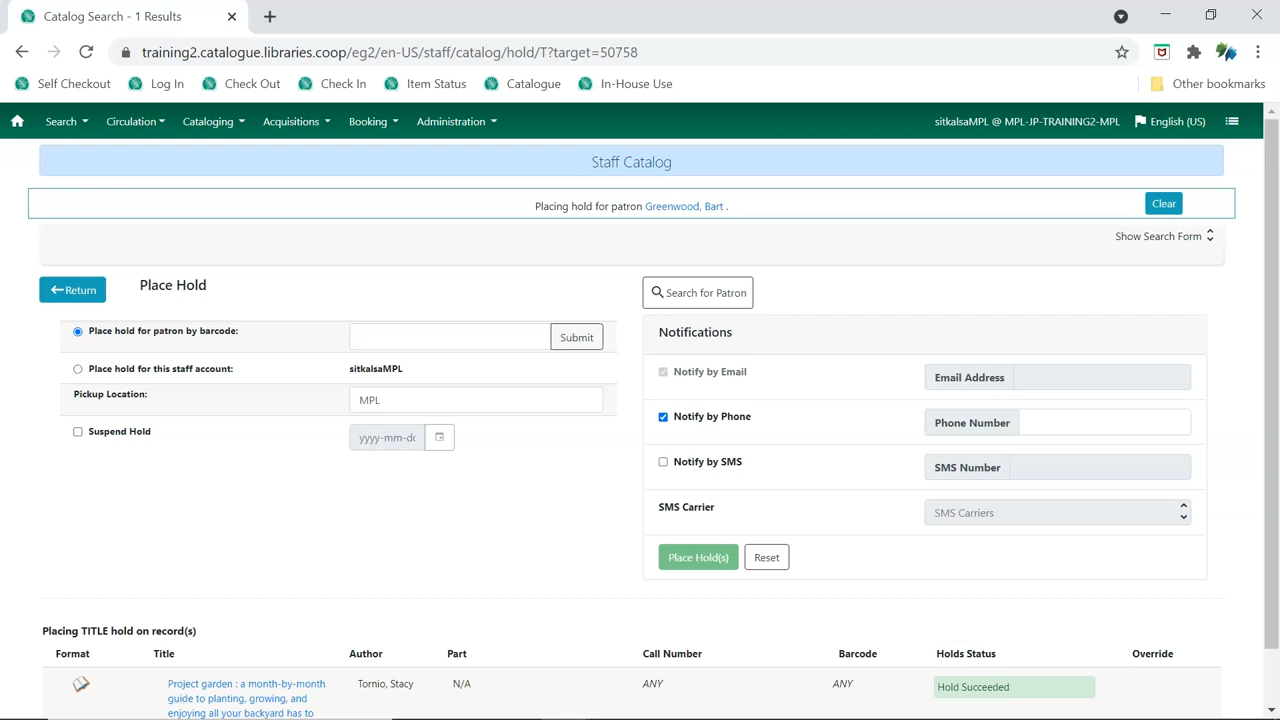 Catalog Search - 1 Results
training2.catalogue.libraries.coop/eg2/en-US/staff/catalog/hold/T?target=50758
Self Checkout Log In Check Out Check In Item Status Catalogue In-House Use Other bookmarks
Search Circulation Cataloging Acquisitions Booking Administration sitkalsaMPL @ MPL-JP-TRAINING2-MPL English (US)
Staff Catalog
Placing hold for patron Greenwood, Bart . Clear
Show Search Form
Return Place Hold Search for Patron
Place hold for patron by barcode: Submit
Place hold for this staff account: sitkalsaMPL
Pickup Location: MPL
Suspend Hold yyyy-mm-dd
Notifications
Notify by Email Email Address
Notify by Phone Phone Number
Notify by SMS SMS Number
SMS Carrier SMS Carriers
Place Hold(s) Reset
Placing TITLE hold on record(s)
Format Title Author Part Call Number Barcode Holds Status Override
Project garden : a month-by-month Tornio, Stacy N/A ANY ANY Hold Succeeded
guide to planting, growing, and
enjoying all your backyard has to